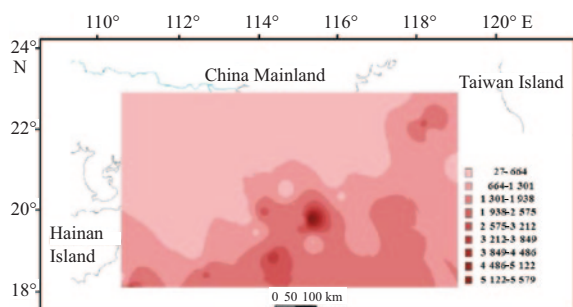 110° 112° 114° 116° 118° 120° E
24°
N
China Mainland
Taiwan Island
22°
20°
Hainan
Island
18°
27- 664
664-1 301
1 301-1 938
1 938-2 575
2 575-3 212
3 212-3 849
3 849-4 486
4 486-5 122
5 122-5 579
0 50 100 km